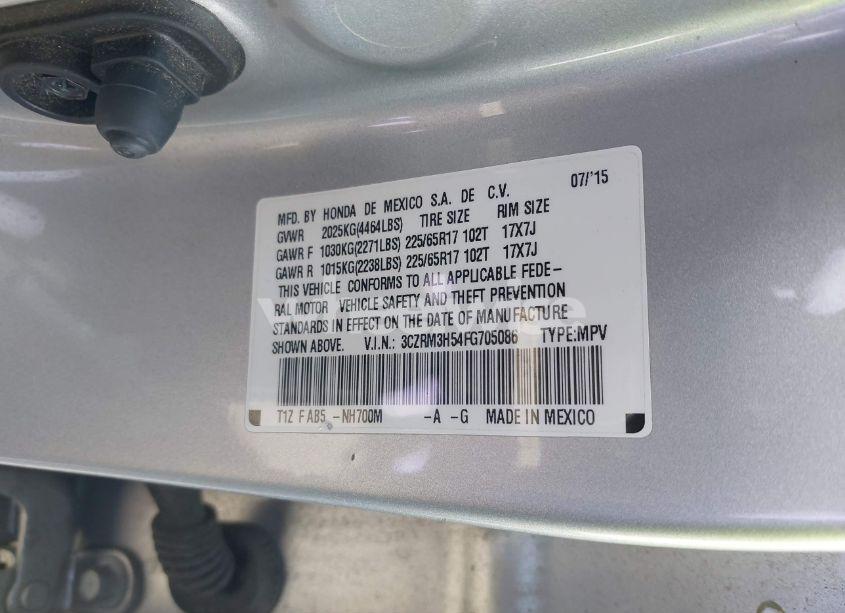 07/'15
MFD. BY HONDA DE MEXICO S.A. DE C.V.
GVWR 2025KG(4464LBS) TIRE SIZE RIM SIZE
GAWR F 1030KG(2271LBS) 225/65R17 102T 17X7J
GAWR R 1015KG(2238LBS) 225/65R17 102T 17X7J
THIS VEHICLE CONFORMS TO ALL APPLICABLE FEDE-
RAL MOTOR VEHICLE SAFETY AND THEFT PREVENTION
STANDARDS IN EFFECT ON THE DATE OF MANUFACTURE
SHOWN ABOVE. V.I.N.: 3CZRM3H54FG705086 TYPE:MPV
T1Z F AB5 -NH700M -A -G MADE IN MEXICO